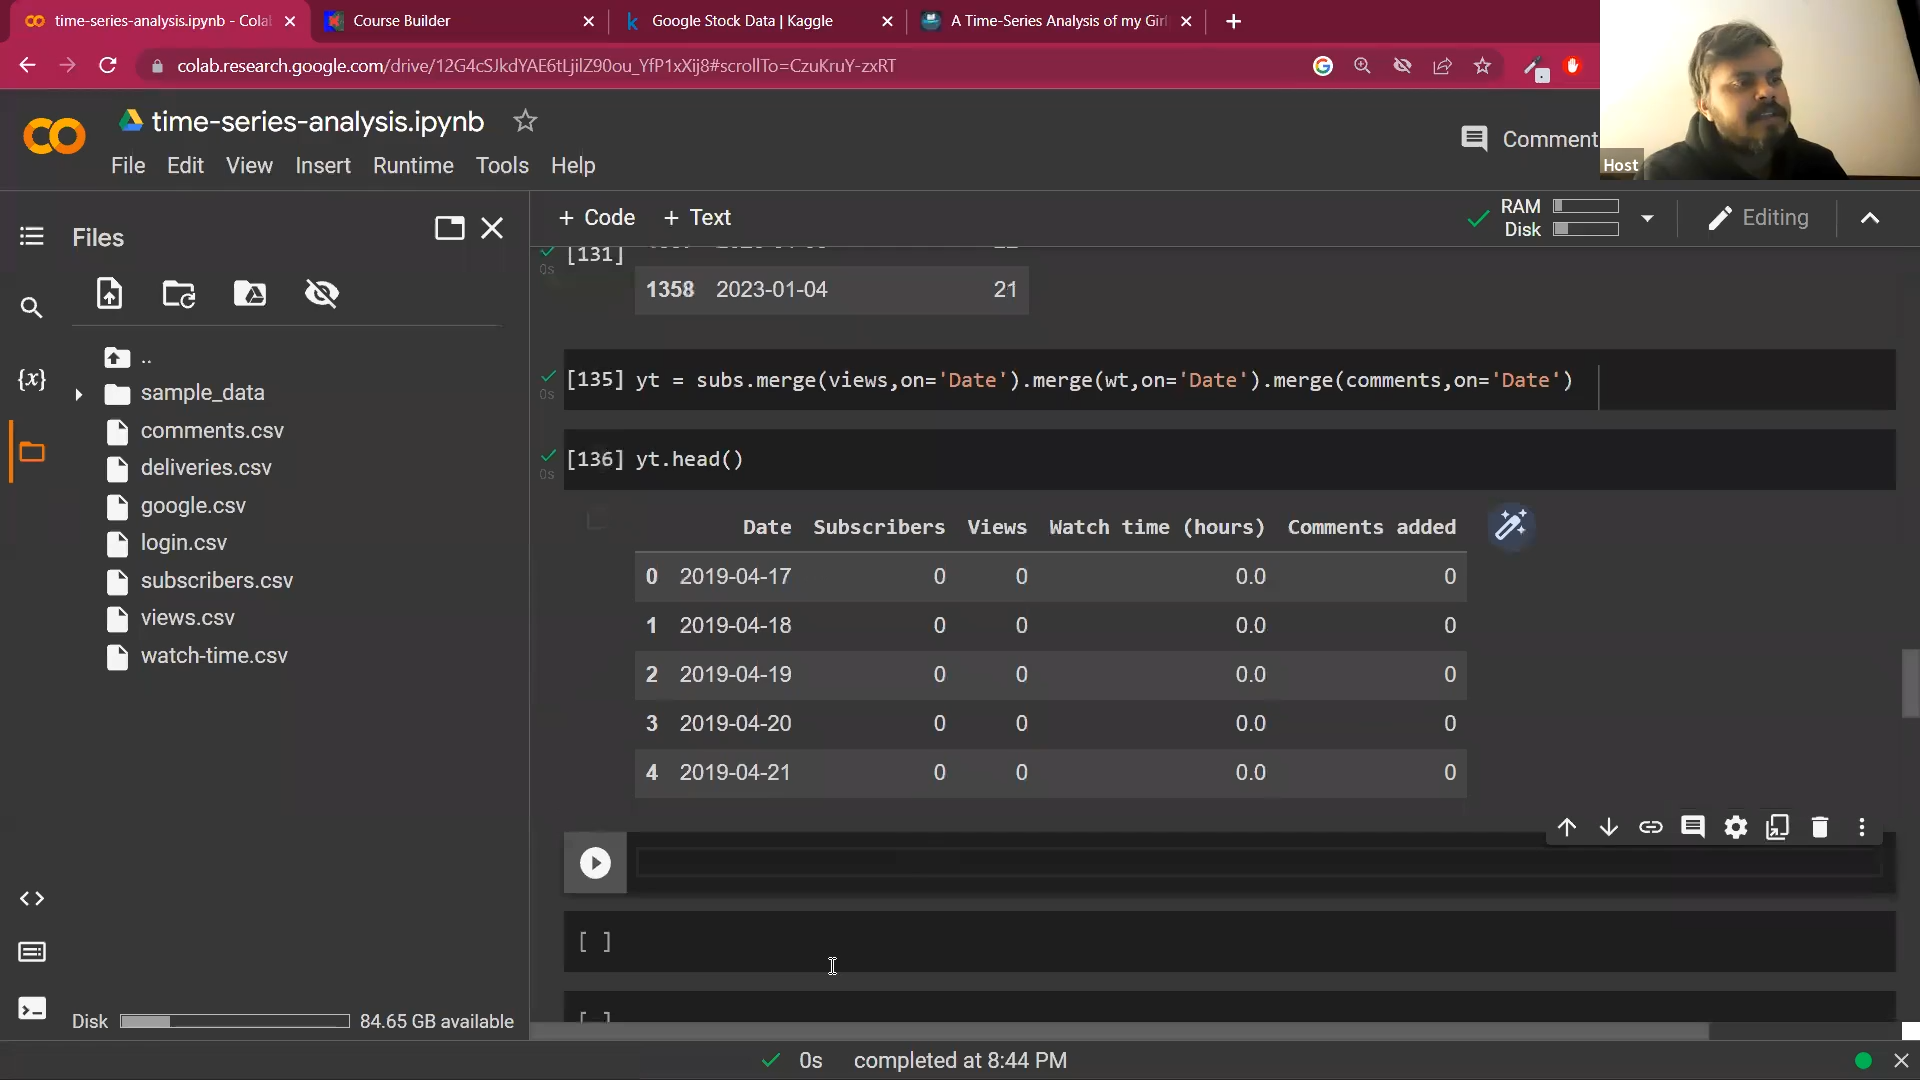 time-series-analysis.ipynb - Cola
Course Builder
Google Stock Data | Kaggle
A Time-Series Analysis of my Girl
colab.research.google.com/drive/12G4cSJkdYAE6tLjilZ90ou_YfP1xXij8#scrollTo=CzuKruY-zxRT
time-series-analysis.ipynb
Comment
Host
File Edit View Insert Runtime Tools Help
Files
+ Code + Text
RAM
Disk
Editing
[131]
0s
1358 2023-01-04 21
..
sample_data
comments.csv
deliveries.csv
google.csv
login.csv
subscribers.csv
views.csv
watch-time.csv
{x}
[135] yt = subs.merge(views,on='Date').merge(wt,on='Date').merge(comments,on='Date')
0s
[136] yt.head()
0s
Date Subscribers Views Watch time (hours) Comments added
0 2019-04-17 0 0 0.0 0
1 2019-04-18 0 0 0.0 0
2 2019-04-19 0 0 0.0 0
3 2019-04-20 0 0 0.0 0
4 2019-04-21 0 0 0.0 0
[ ]
[ ]
Disk 84.65 GB available
0s completed at 8:44 PM